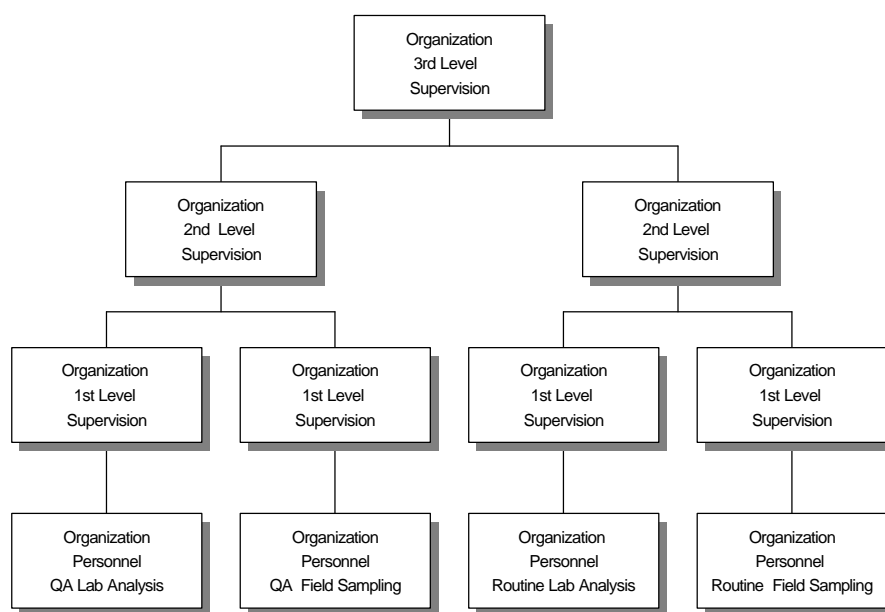 Organization
3rd Level
Supervision
Organization
2nd Level
Supervision
Organization
2nd Level
Supervision
Organization
1st Level
Supervision
Organization
1st Level
Supervision
Organization
1st Level
Supervision
Organization
1st Level
Supervision
Organization
Personnel
QA Lab Analysis
Organization
Personnel
QA Field Sampling
Organization
Personnel
Routine Lab Analysis
Organization
Personnel
Routine Field Sampling